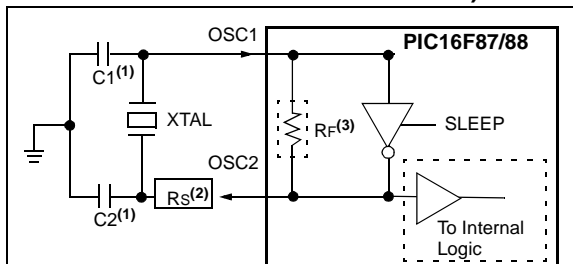 OSC1
PIC16F87/88
C1(1)
XTAL
RF(3)
SLEEP
OSC2
RS(2)
C2(1)
To Internal
Logic